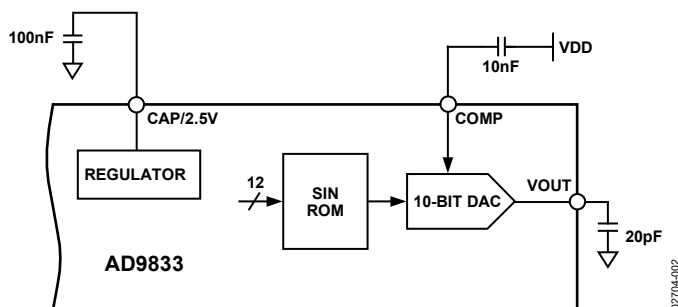 100nF
10nF
VDD
CAP/2.5V
COMP
REGULATOR
12
SIN
ROM
10-BIT DAC
VOUT
20pF
AD9833
02704-002